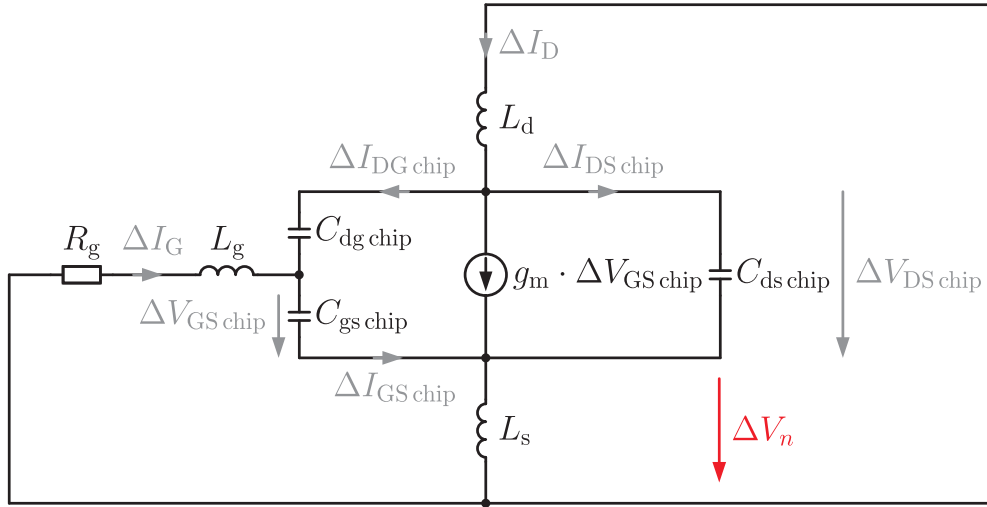 ΔI_D
L_d
ΔI_DG chip
ΔI_DS chip
R_g
ΔI_G
L_g
C_dg chip
g_m · ΔV_GS chip
C_ds chip
ΔV_DS chip
ΔV_GS chip
C_gs chip
ΔI_GS chip
L_s
ΔV_n